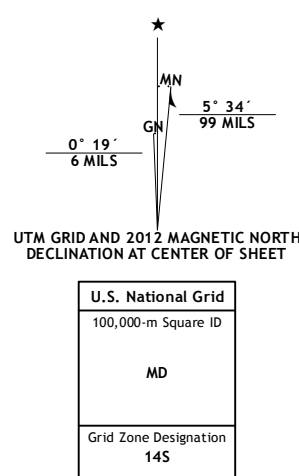 MN
5° 34´
99 MILS
GN
0° 19´
6 MILS
UTM GRID AND 2012 MAGNETIC NORTH
DECLINATION AT CENTER OF SHEET
U.S. National Grid
100,000-m Square ID
MD
Grid Zone Designation
14S